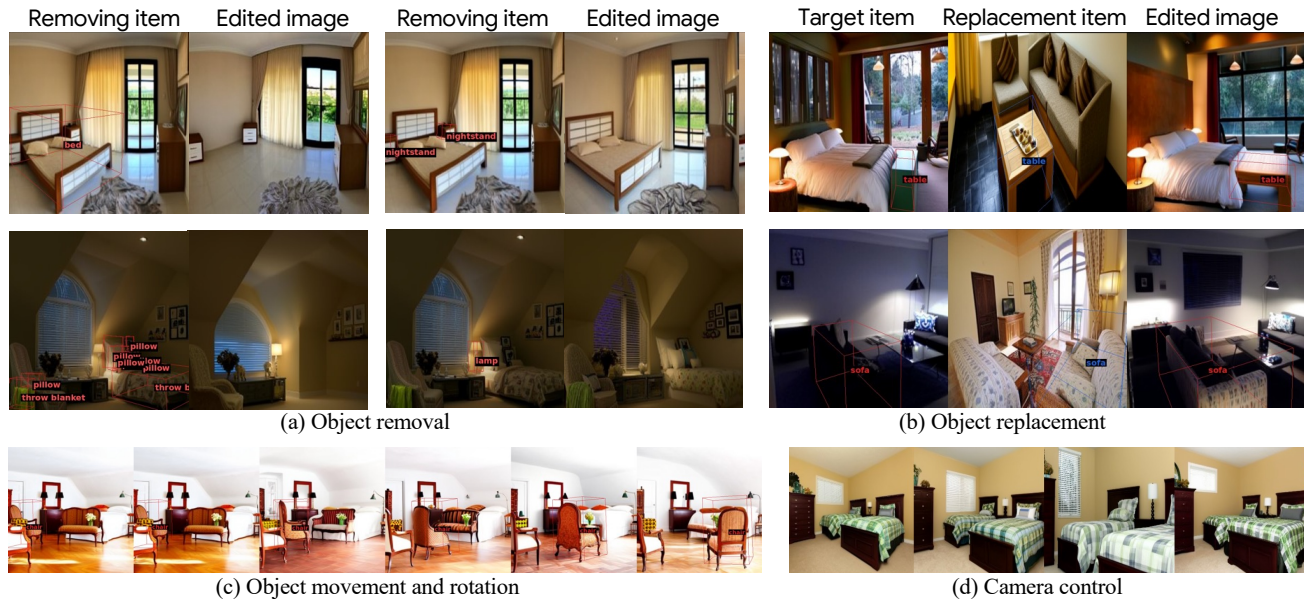 Removing item Edited image Removing item Edited image Target item Replacement item Edited image
bed
nightstand
nightstand
table
table
table
pillow
pillow
pillow
pillow
pillow
throw blanket
lamp
sofa
sofa
sofa
(a) Object removal
(b) Object replacement
(c) Object movement and rotation
(d) Camera control